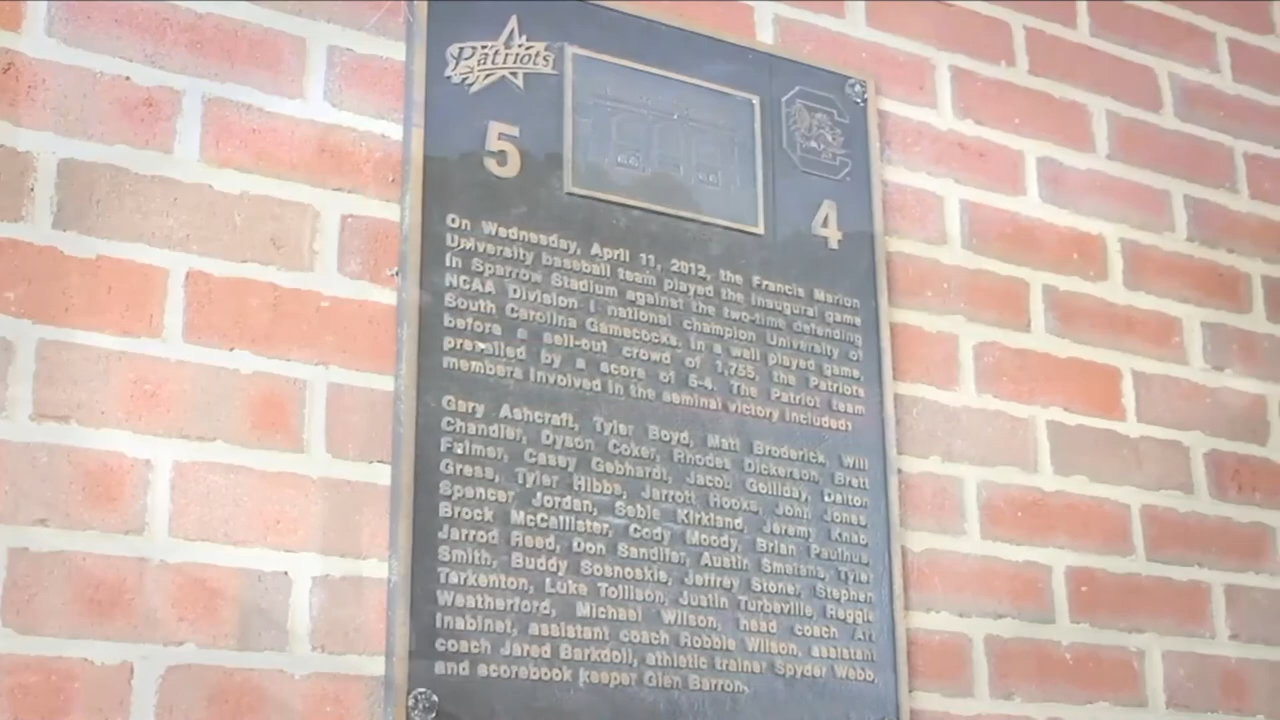 Patriots
5
4
On Wednesday, April 11, 2012, the Francis Marion
University baseball team played the inaugural game
in Sparrow Stadium against the two-time defending
NCAA Division I national champion University of
South Carolina Gamecocks. In a well played game,
before a sell-out crowd of 1,755, the Patriots
prevailed by a score of 5-4. The Patriot team
members involved in the seminal victory included:
Gary Ashcraft, Tyler Boyd, Matt Broderick, Will
Chandler, Dyson Coker, Rhodes Dickerson, Brett
Fulmer, Casey Gebhardt, Jacob Golliday, Dalton
Gress, Tyler Hibbs, Jarrott Hooks, John Jones,
Spencer Jordan, Sebie Kirkland, Jeremy Knab,
Brock McCallister, Cody Moody, Brian Paulhus,
Jarrod Reed, Don Sandifer, Austin Smetana, Tyler
Smith, Buddy Sosnoskie, Jeffrey Stoner, Stephen
Tarkenton, Luke Tollison, Justin Turbeville, Reggie
Weatherford, Michael Wilson, head coach Art
Inabinet, assistant coach Robbie Wilson, assistant
coach Jared Barkdoll, athletic trainer Spyder Webb,
and scorebook keeper Glen Barron.